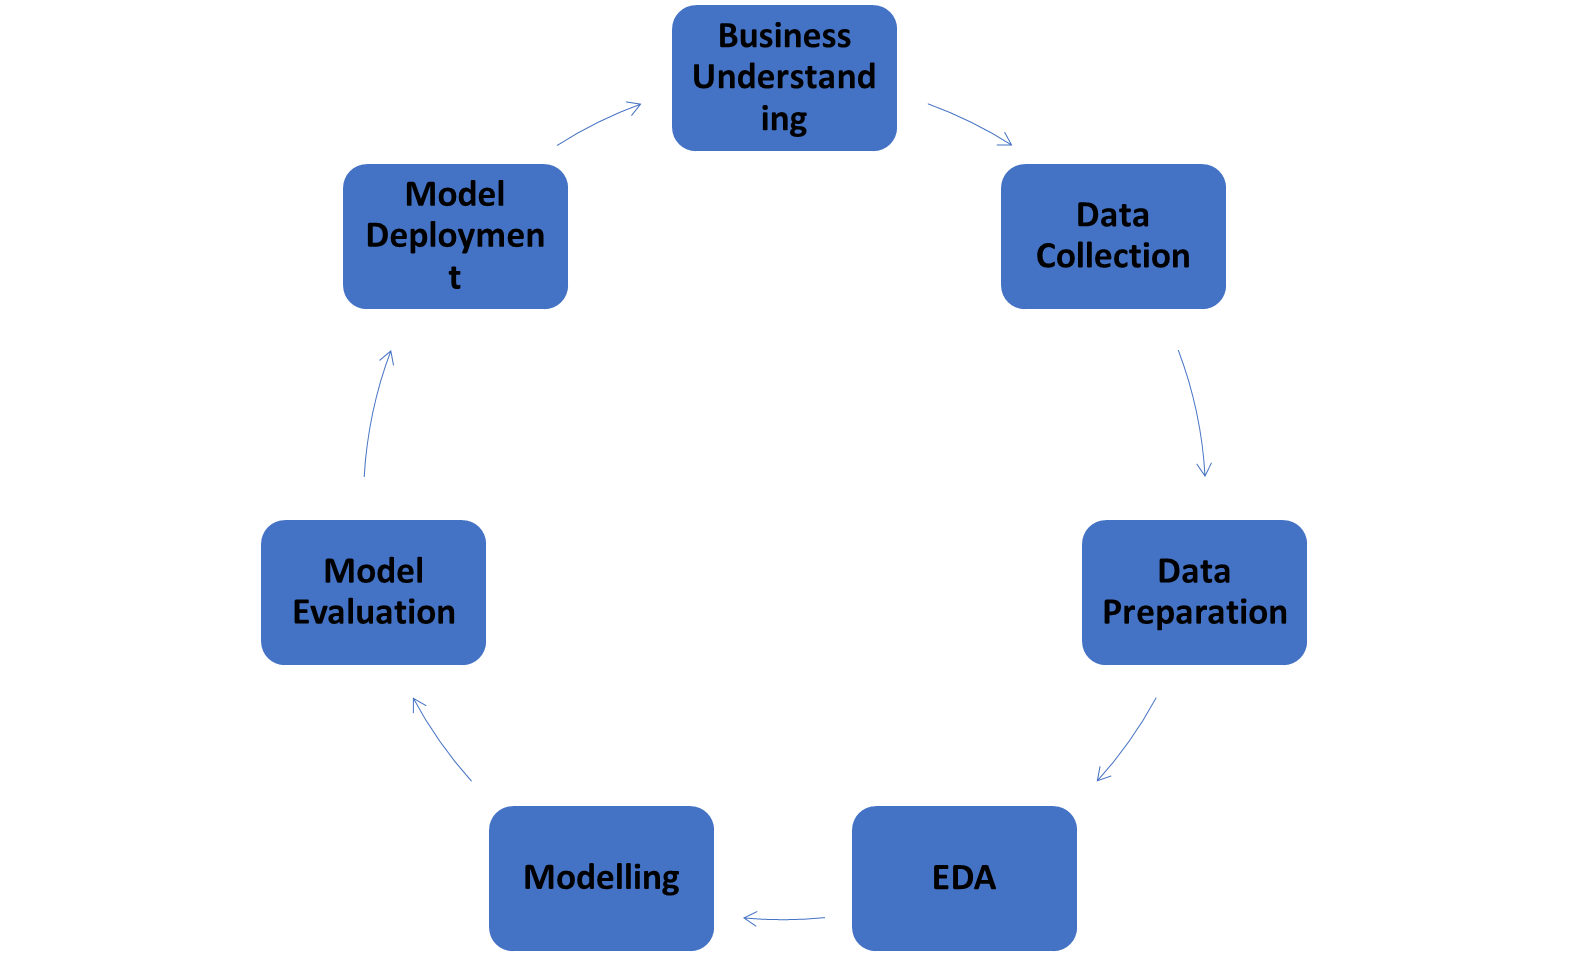 Business
Understand
ing
Data
Collection
Data
Preparation
EDA
Modelling
Model
Evaluation
Model
Deploymen
t